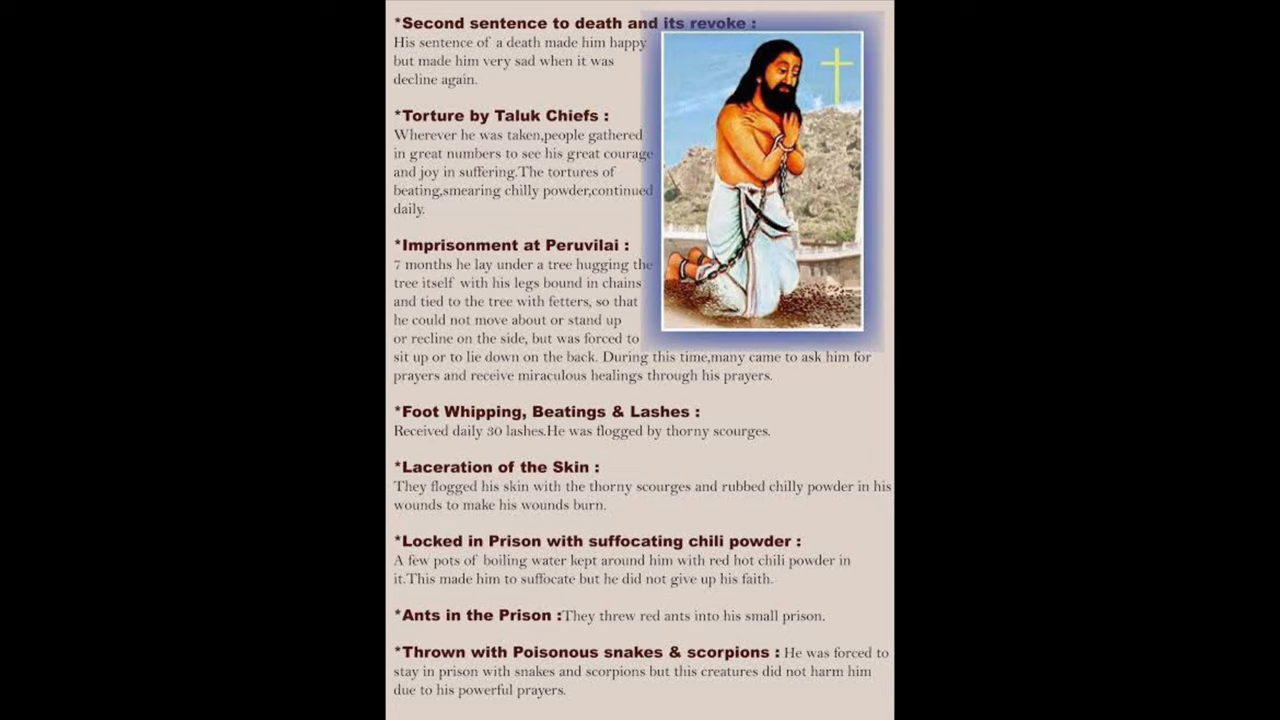 *Second sentence to death and its revoke :
His sentence of a death made him happy
but made him very sad when it was
decline again.
*Torture by Taluk Chiefs :
Wherever he was taken,people gathered
in great numbers to see his great courage
and joy in suffering.The tortures of
beating,smearing chilly powder,continued
daily.
*Imprisonment at Peruvilai :
7 months he lay under a tree hugging the
tree itself with his legs bound in chains
and tied to the tree with fetters, so that
he could not move about or stand up
or recline on the side, but was forced to
sit up or to lie down on the back. During this time,many came to ask him for
prayers and receive miraculous healings through his prayers.
*Foot Whipping, Beatings & Lashes :
Received daily 30 lashes.He was flogged by thorny scourges.
*Laceration of the Skin :
They flogged his skin with the thorny scourges and rubbed chilly powder in his
wounds to make his wounds burn.
*Locked in Prison with suffocating chili powder :
A few pots of boiling water kept around him with red hot chili powder in
it.This made him to suffocate but he did not give up his faith.
*Ants in the Prison :They threw red ants into his small prison.
*Thrown with Poisonous snakes & scorpions : He was forced to
stay in prison with snakes and scorpions but this creatures did not harm him
due to his powerful prayers.